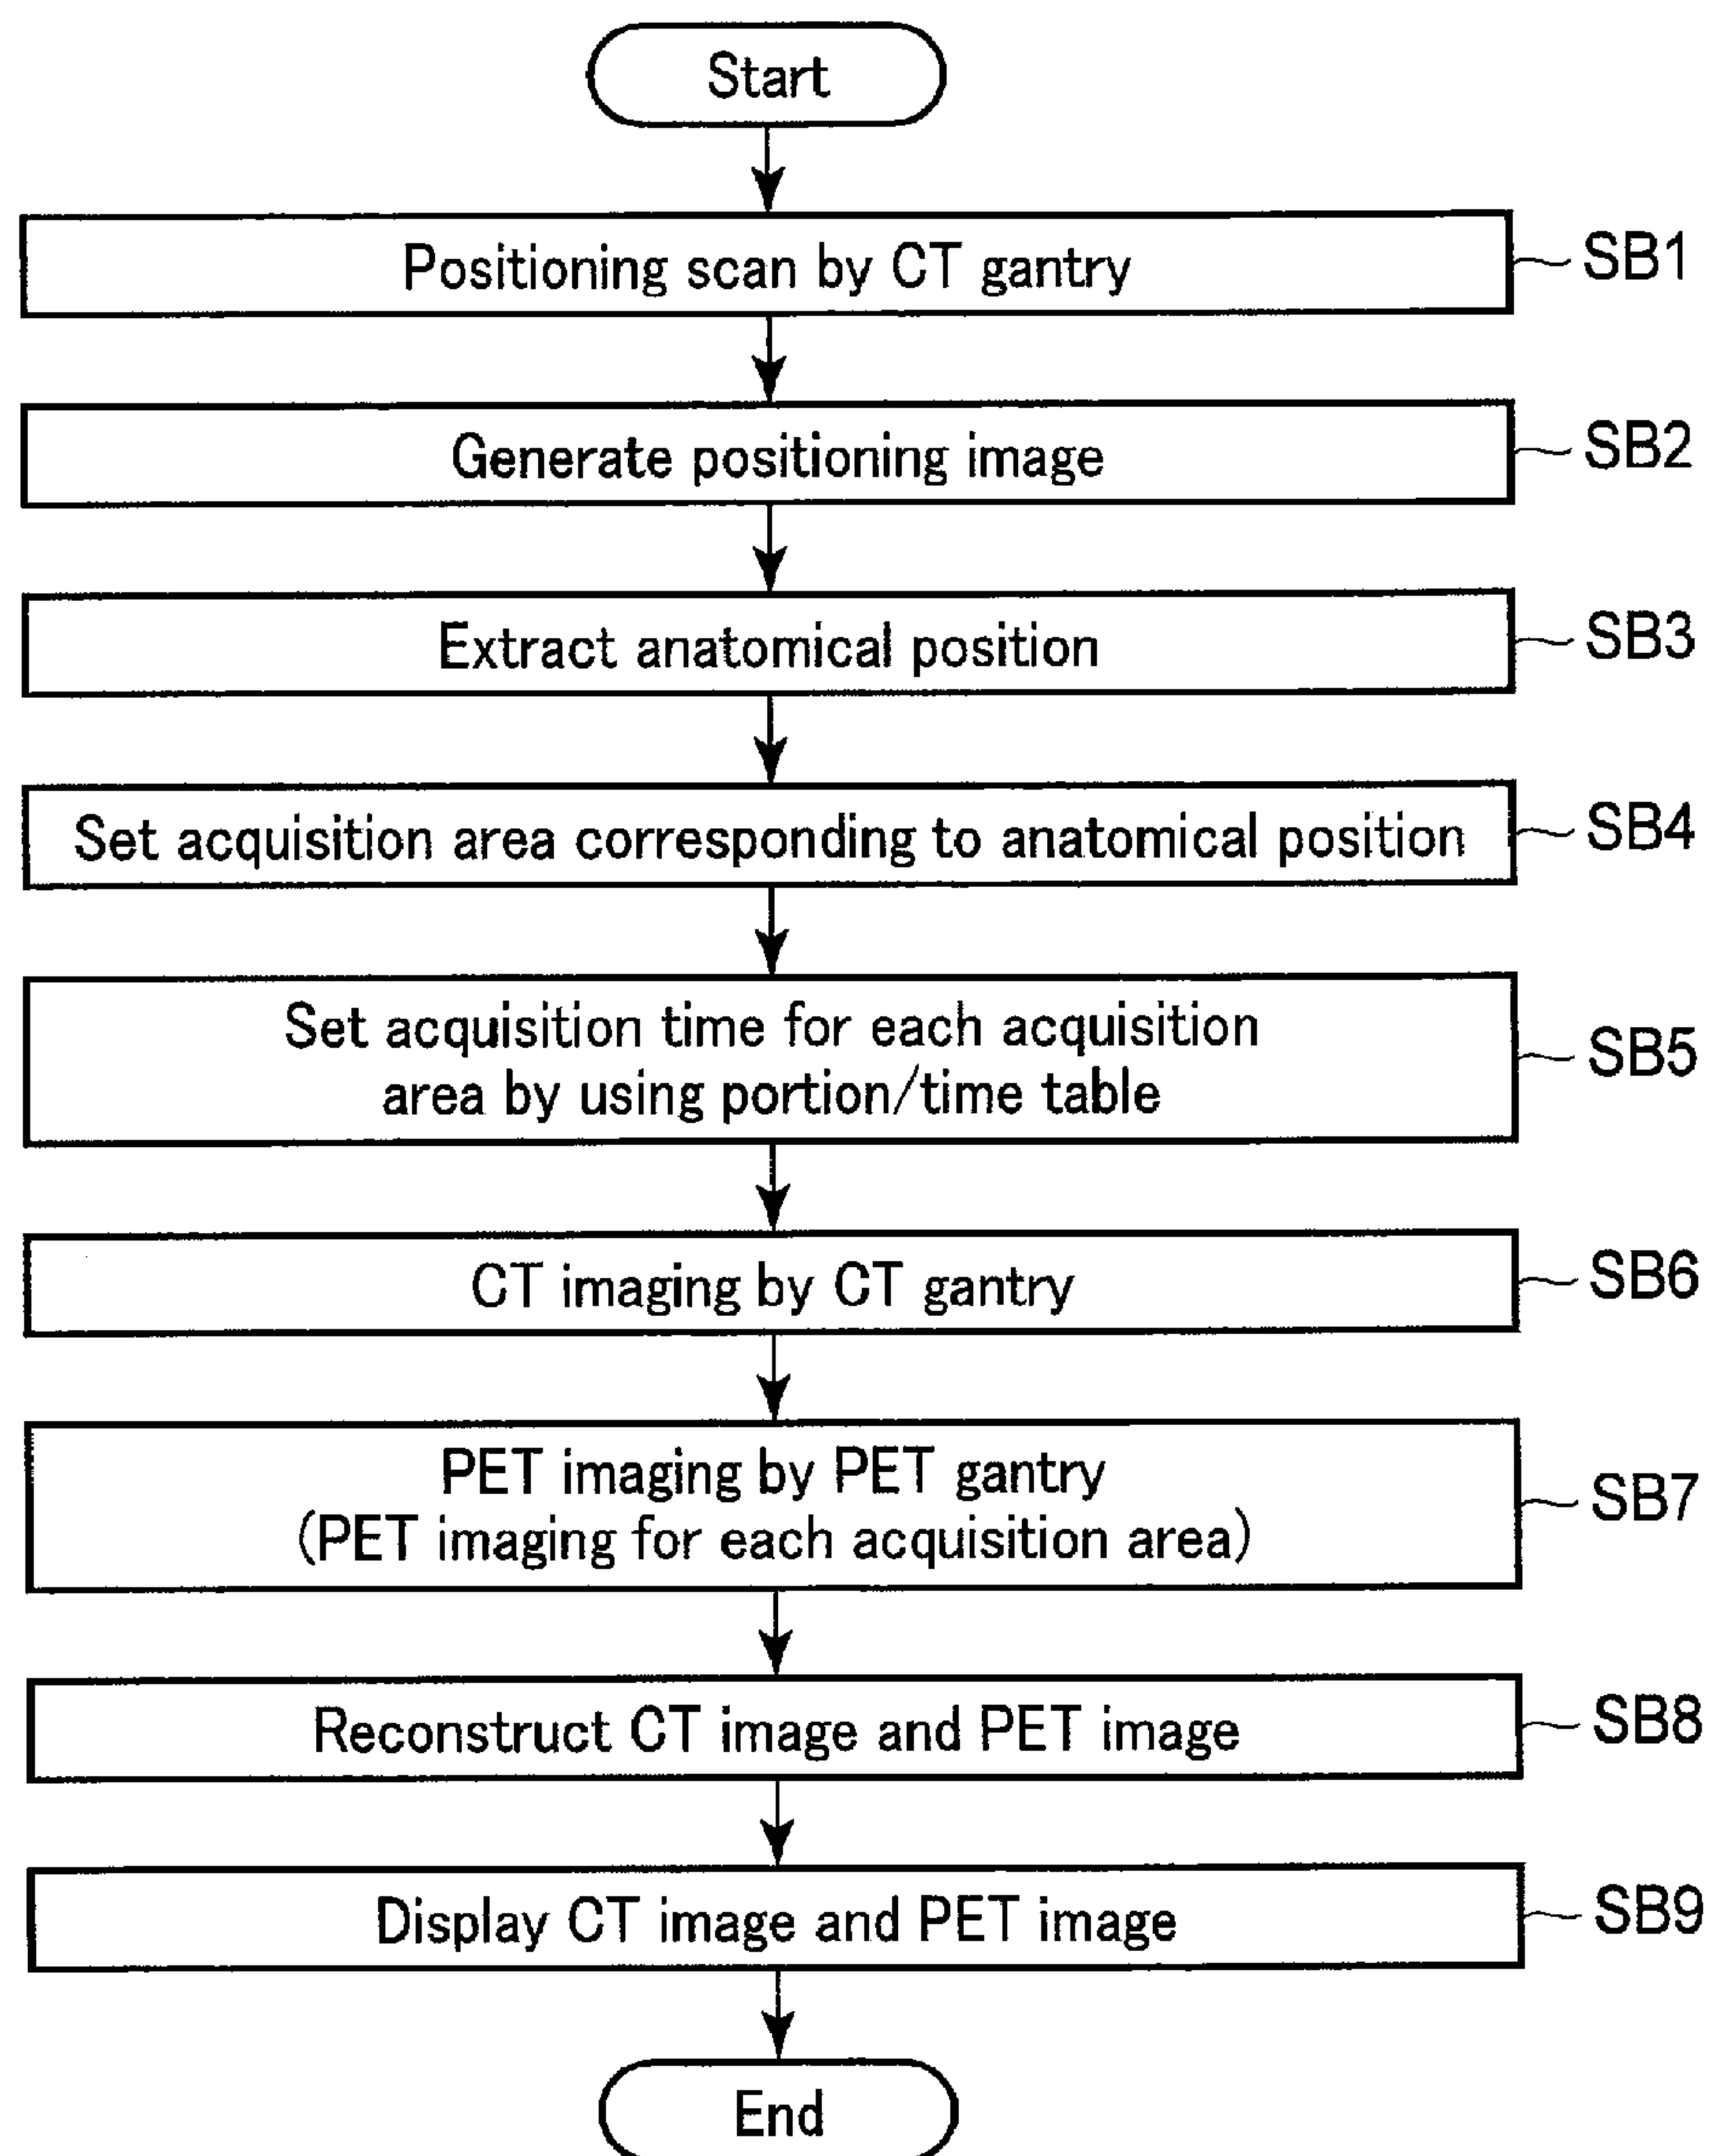 Start
Positioning scan by CT gantry
SB1
Generate positioning image
SB2
Extract anatomical position
SB3
Set acquisition area corresponding to anatomical position
SB4
Set acquisition time for each acquisition
area by using portion/time table
SB5
CT imaging by CT gantry
SB6
PET imaging by PET gantry
(PET imaging for each acquisition area)
SB7
Reconstruct CT image and PET image
SB8
Display CT image and PET image
SB9
End